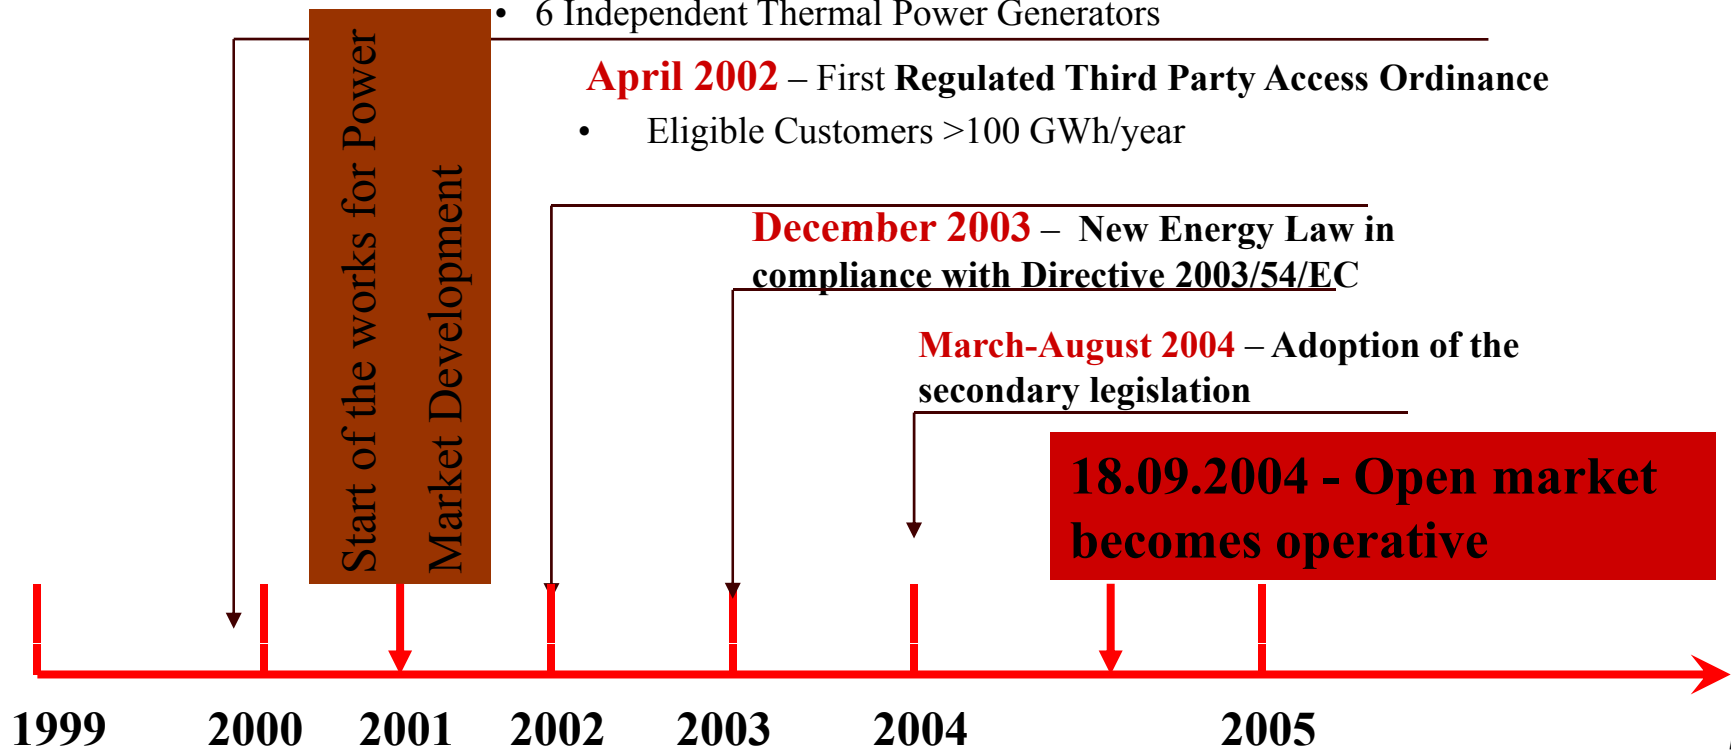 • 6 Independent Thermal Power Generators
April 2002 – First Regulated Third Party Access Ordinance
• Eligible Customers >100 GWh/year
Start of the works for Power
Market Development
December 2003 – New Energy Law in
compliance with Directive 2003/54/EC
March-August 2004 – Adoption of the
secondary legislation
18.09.2004 - Open market
becomes operative
1999 2000 2001 2002 2003 2004 2005